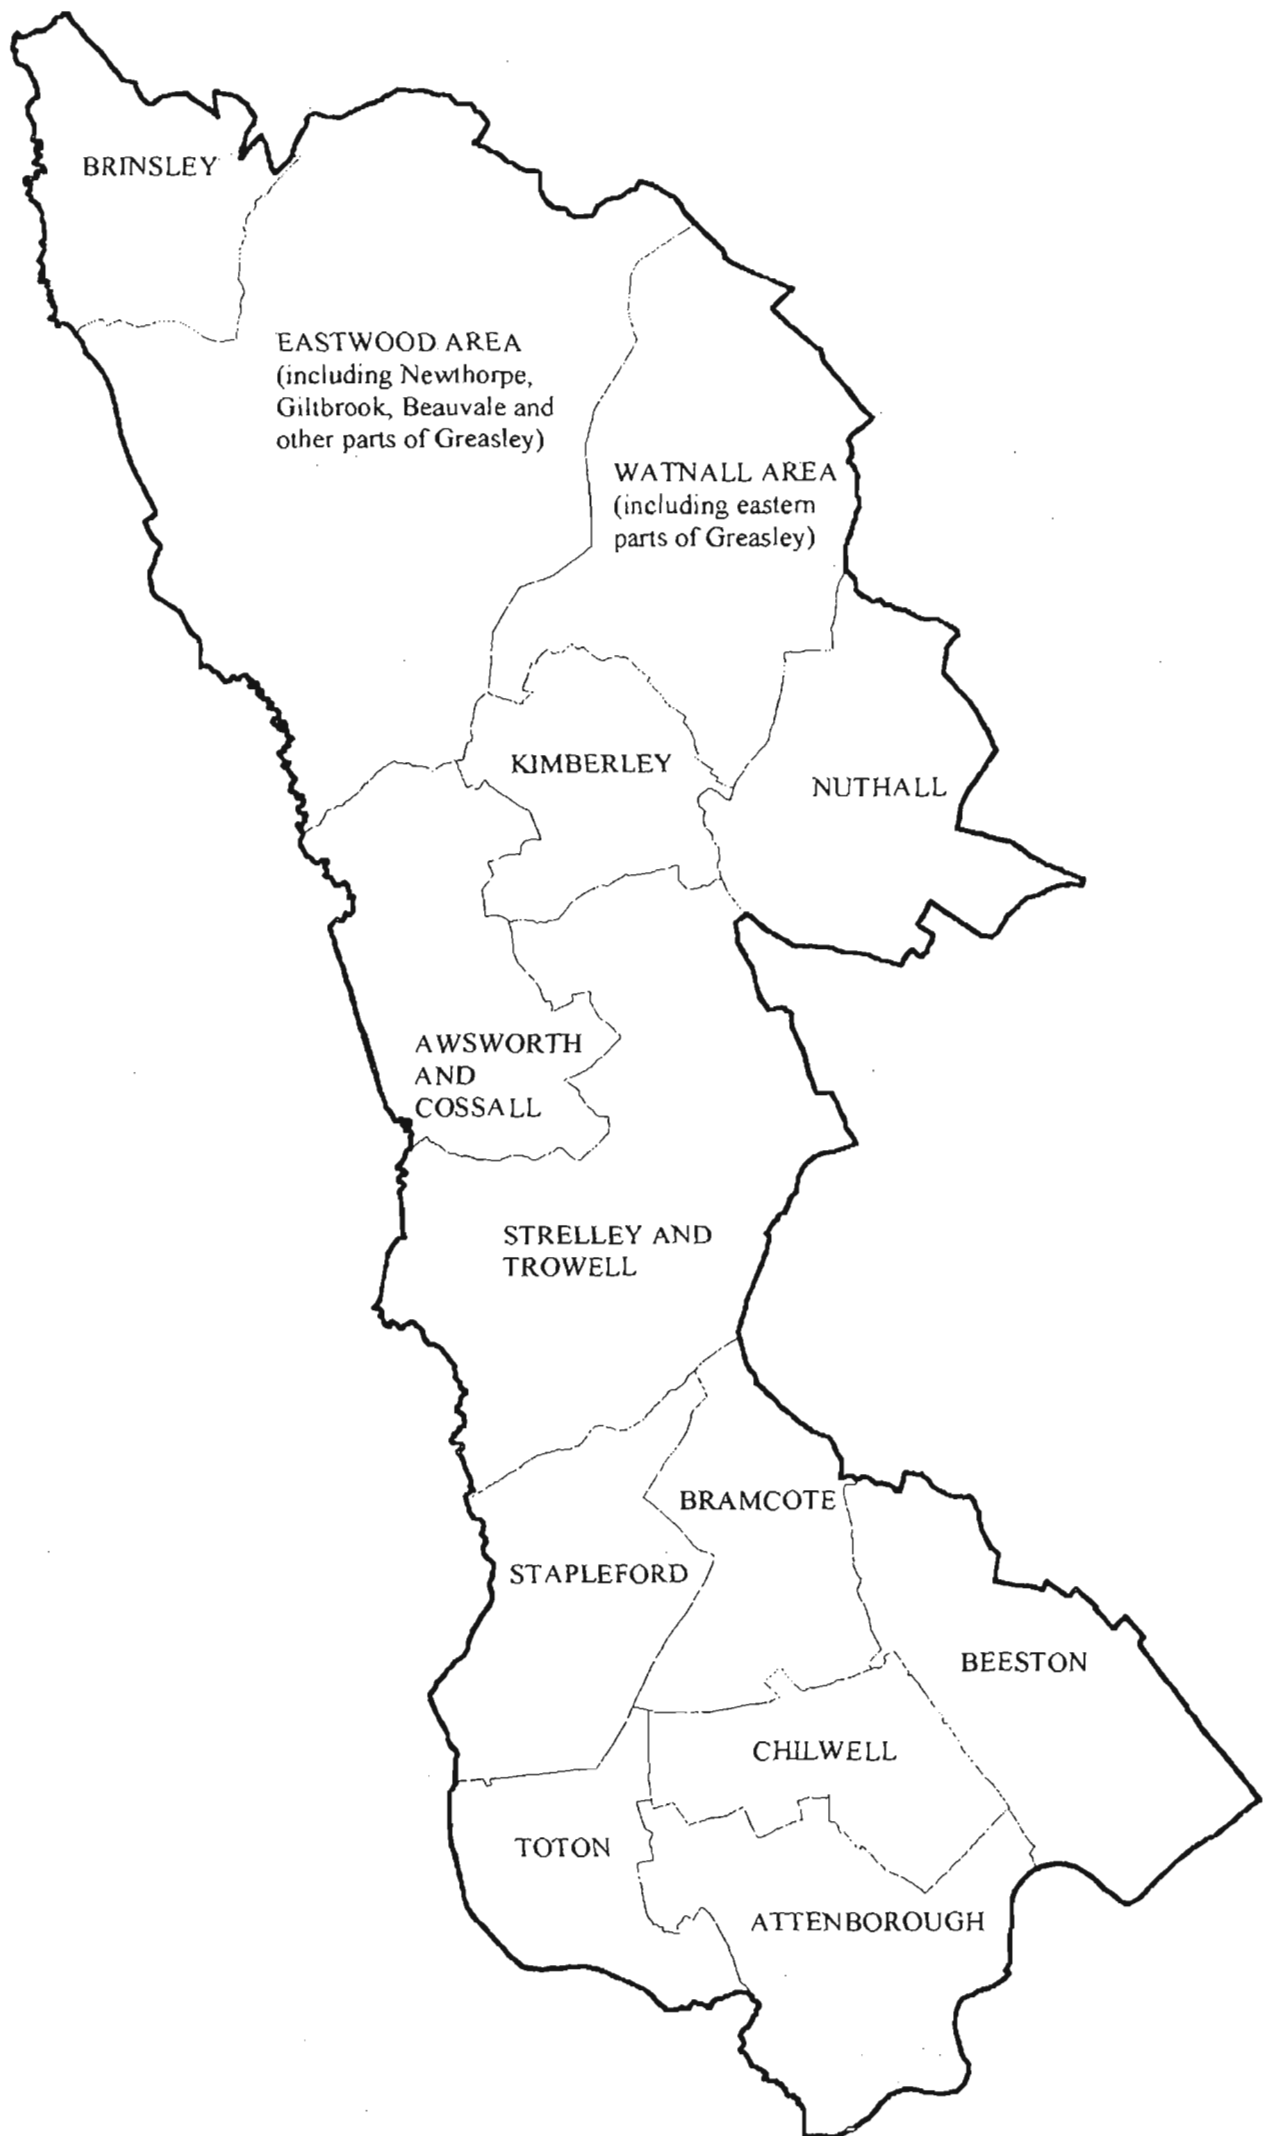 BRINSLEY
EASTWOOD AREA
(including Newthorpe,
Giltbrook, Beauvale and
other parts of Greasley)
WATNALL AREA
(including eastern
parts of Greasley)
KIMBERLEY
NUTHALL
AWSWORTH
AND
COSSALL
STRELLEY AND
TROWELL
BRAMCOTE
STAPLEFORD
BEESTON
CHILWELL
TOTON
ATTENBOROUGH